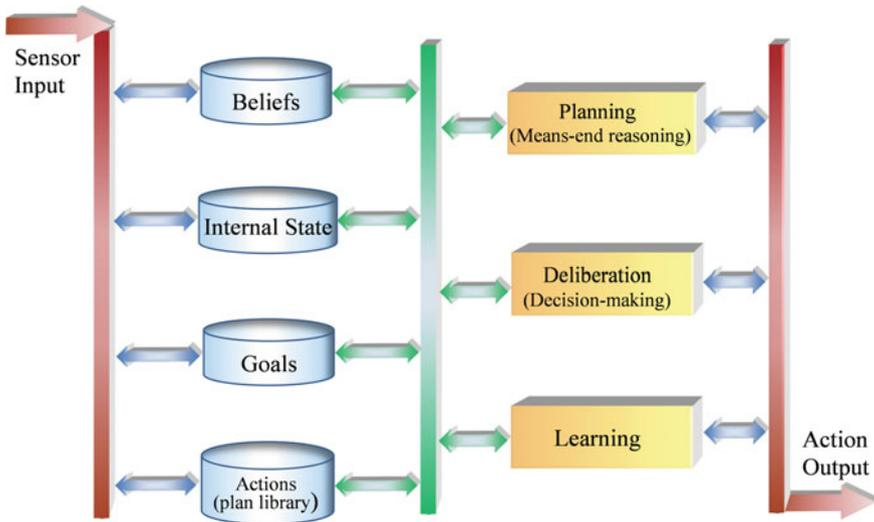 Sensor
Input
Beliefs
Internal State
Goals
Actions
(plan library)
Planning
(Means-end reasoning)
Deliberation
(Decision-making)
Learning
Action
Output